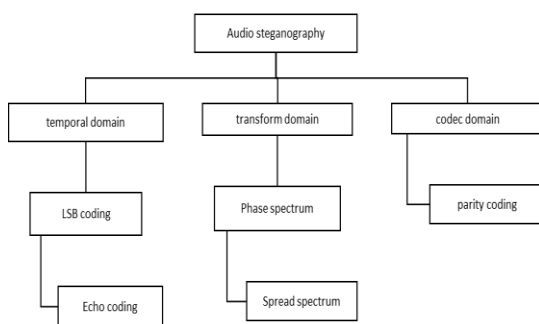 Audio steganography
temporal domain
transform domain
codec domain
LSB coding
Phase spectrum
parity coding
Echo coding
Spread spectrum